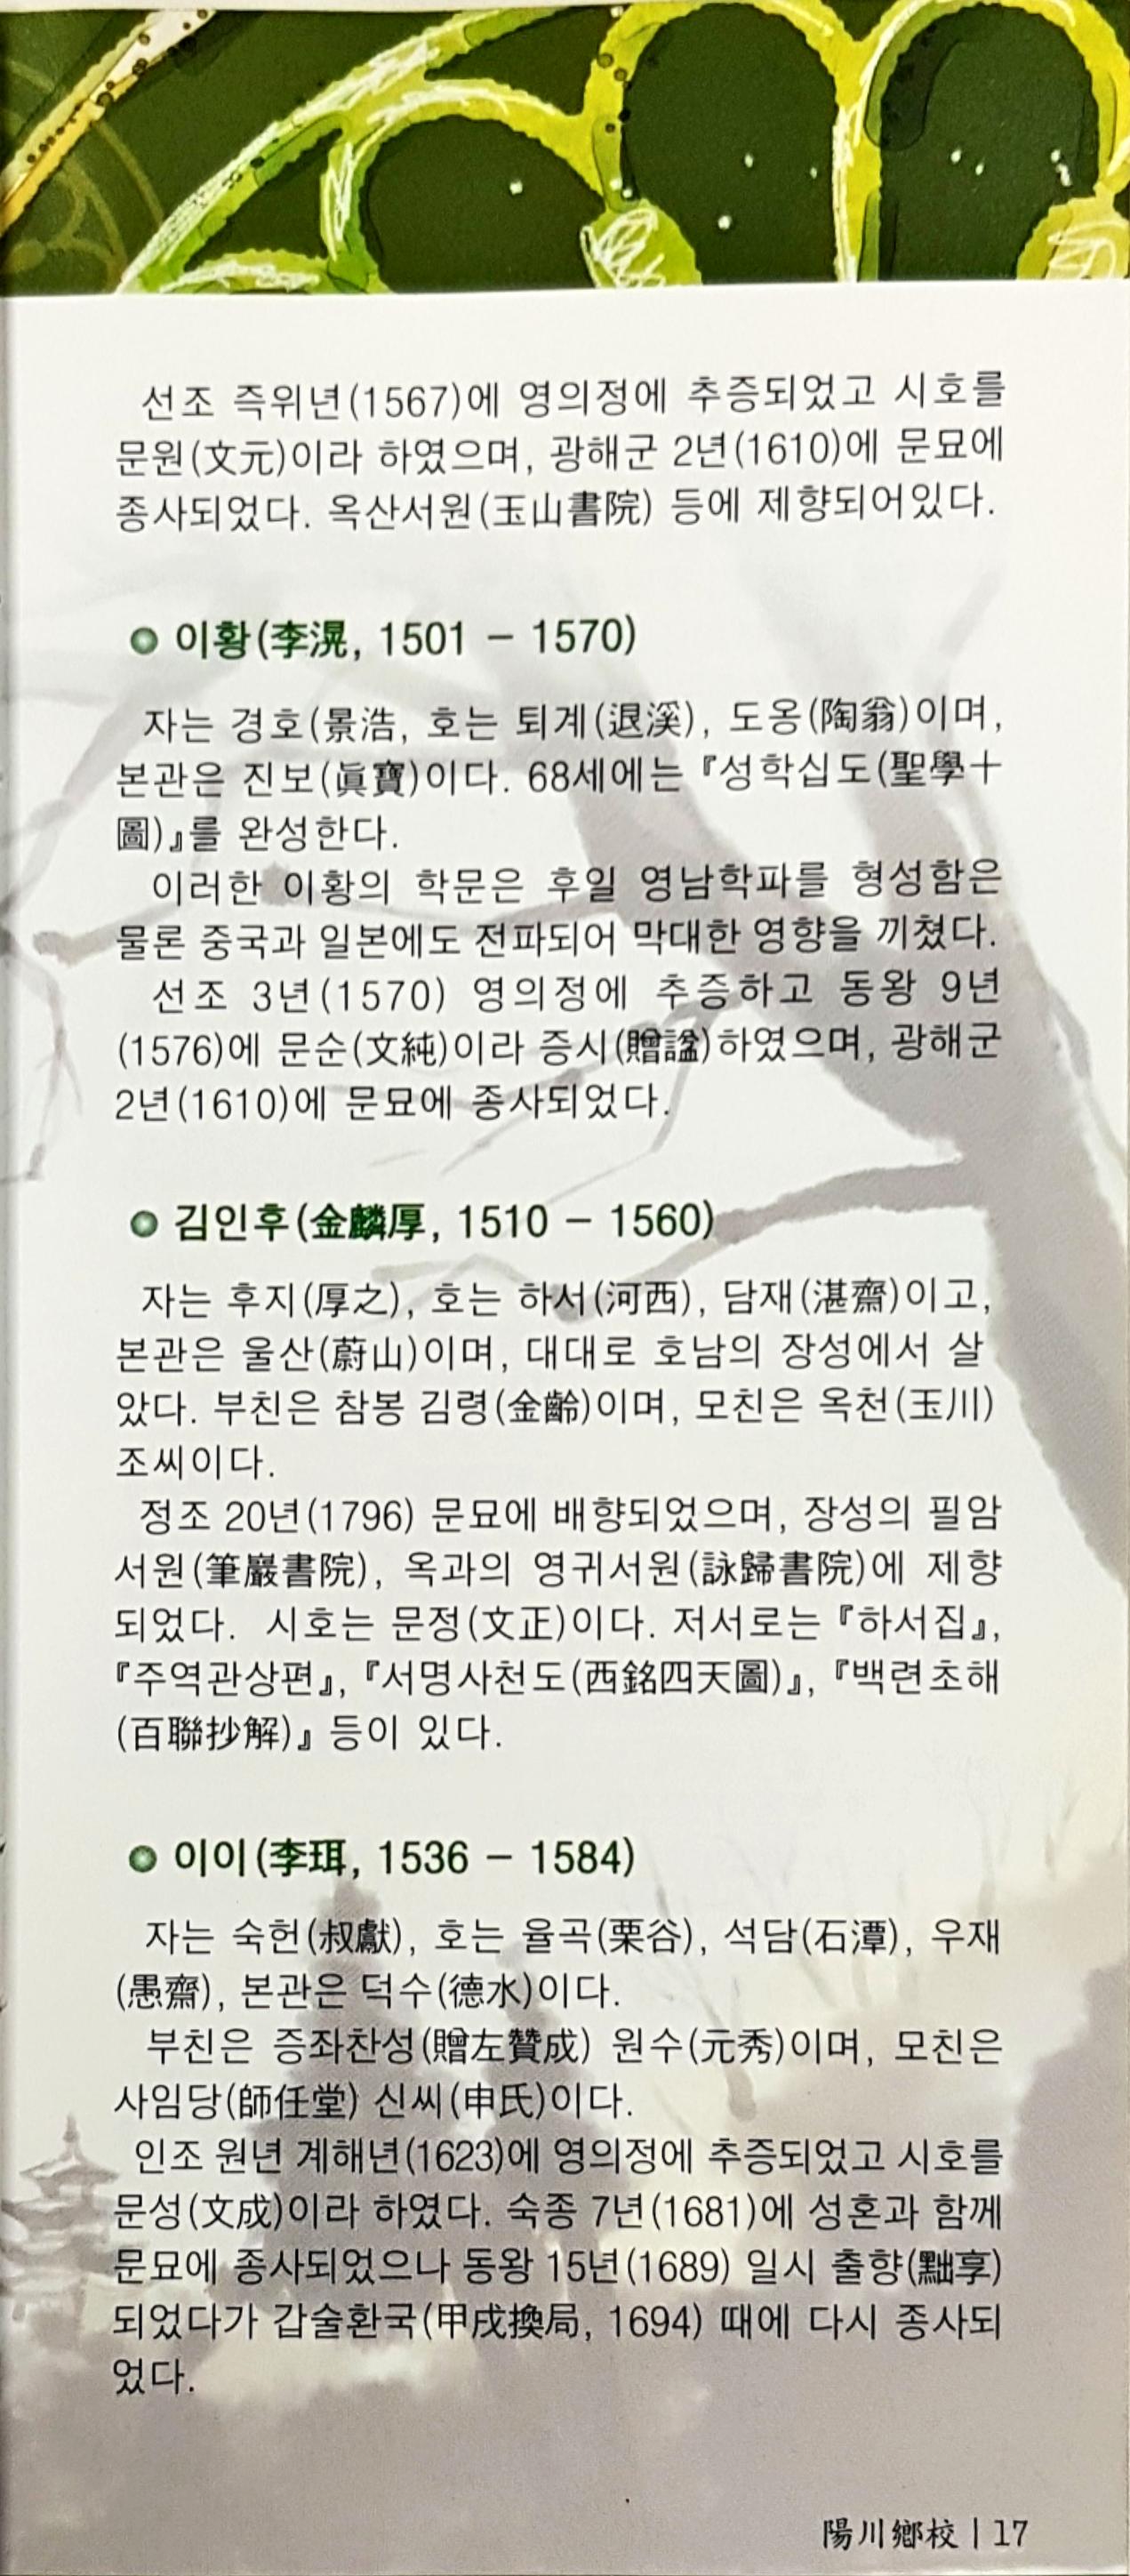 선조 즉위년(1567)에 영의정에 추증되었고 시호를
문원(文元)이라 하였으며, 광해군 2년(1610)에 문묘에
종사되었다. 옥산서원(玉山書院) 등에 제향되어있다.
이황(李滉, 1501 - 1570)
자는 경호(景浩, 호는 퇴계(退溪), 도옹(陶翁)이며,
본관은 진보(眞寶)이다. 68세에는『성학십도(聖學十
圖)』를 완성한다.
이러한 이황의 학문은 후일 영남학파를 형성함은
물론 중국과 일본에도 전파되어 막대한 영향을 끼쳤다.
선조 3년(1570) 영의정에 추증하고 동왕 9년
(1576)에 문순(文純)이라 증시(贈諡)하였으며, 광해군
2년(1610)에 문묘에 종사되었다.
김인후(金麟厚, 1510 - 1560)
자는 후지(厚之), 호는 하서(河西), 담재(湛齋)이고,
본관은 울산(蔚山)이며, 대대로 호남의 장성에서 살
았다. 부친은 참봉 김령(金齡)이며, 모친은 옥천(玉川)
조씨이다.
정조 20년(1796) 문묘에 배향되었으며, 장성의 필암
서원(筆巖書院), 옥과의 영귀서원(詠歸書院)에 제향
되었다. 시호는 문정(文正)이다. 저서로는『하서집』,
『주역관상편』,『서명사천도(西銘四天圖)』,『백련초해
(百聯抄解)』등이 있다.
이이(李珥, 1536 - 1584)
자는 숙헌(叔獻), 호는 율곡(栗谷), 석담(石潭), 우재
(愚齋), 본관은 덕수(德水)이다.
부친은 증좌찬성(贈左贊成) 원수(元秀)이며, 모친은
사임당(師任堂) 신씨(申氏)이다.
인조 원년 계해년(1623)에 영의정에 추증되었고 시호를
문성(文成)이라 하였다. 숙종 7년(1681)에 성혼과 함께
문묘에 종사되었으나 동왕 15년(1689) 일시 출향(黜享)
되었다가 갑술환국(甲戌換局, 1694) 때에 다시 종사되
었다.
陽川鄕校 | 17